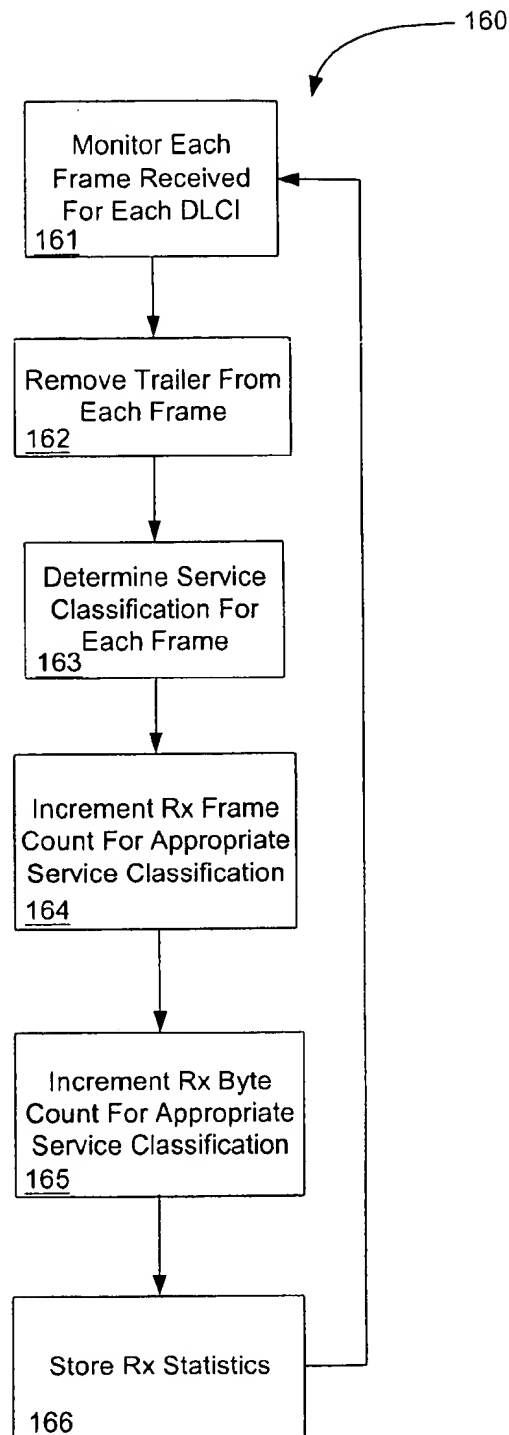 160
Monitor Each
Frame Received
For Each DLCI
161
Remove Trailer From
Each Frame
162
Determine Service
Classification For
Each Frame
163
Increment Rx Frame
Count For Appropriate
Service Classification
164
Increment Rx Byte
Count For Appropriate
Service Classification
165
Store Rx Statistics
166